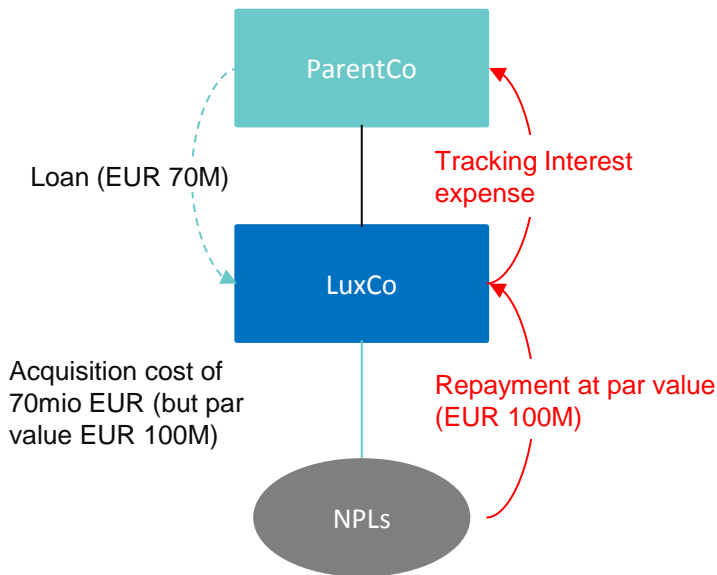 ParentCo
Loan (EUR 70M)
Tracking Interest
expense
LuxCo
Acquisition cost of
70mio EUR (but par
value EUR 100M)
Repayment at par value
(EUR 100M)
NPLs